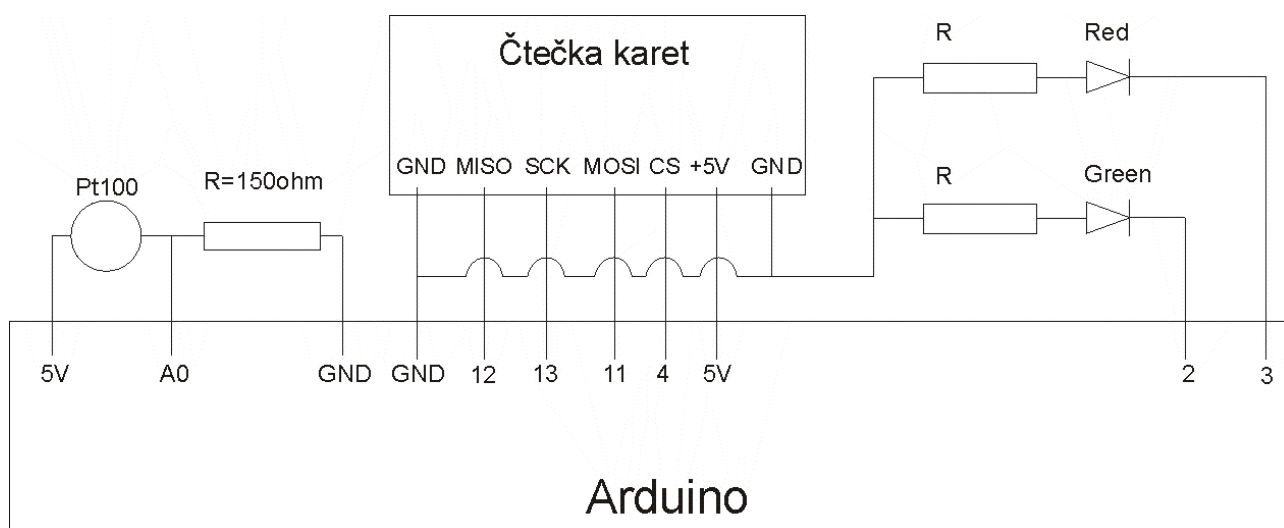 Čtečka karet
R Red
GND MISO SCK MOSI CS +5V GND
Pt100 R=150ohm
R Green
5V A0 GND GND 12 13 11 4 5V 2 3
Arduino